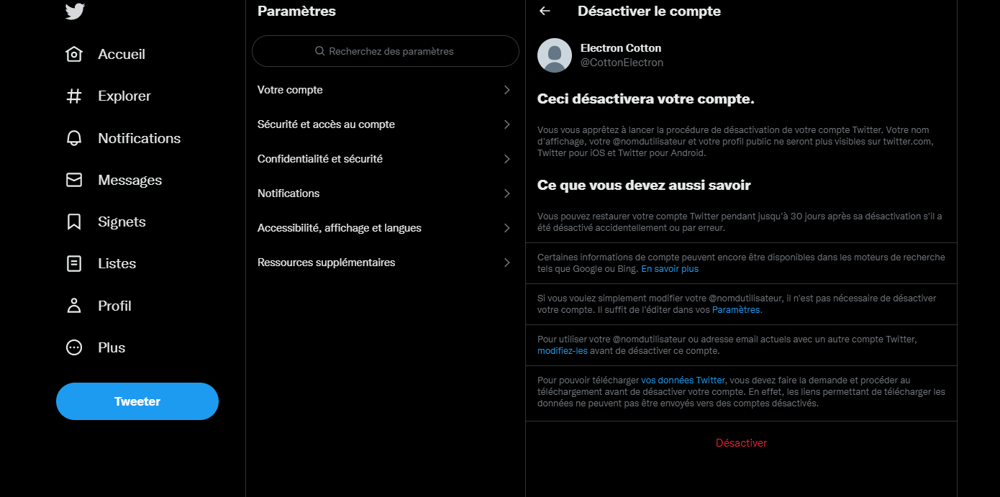 Accueil
Explorer
Notifications
Messages
Signets
Listes
Profil
Plus
Tweeter
Paramètres
Recherchez des paramètres
Votre compte
Sécurité et accès au compte
Confidentialité et sécurité
Notifications
Accessibilité, affichage et langues
Ressources supplémentaires
Désactiver le compte
Electron Cotton
@CottonElectron
Ceci désactivera votre compte.
Vous vous apprêtez à lancer la procédure de désactivation de votre compte Twitter. Votre nom
d'affichage, votre @nomdutilisateur et votre profil public ne seront plus visibles sur twitter.com,
Twitter pour iOS et Twitter pour Android.
Ce que vous devez aussi savoir
Vous pouvez restaurer votre compte Twitter pendant jusqu'à 30 jours après sa désactivation s'il a
été désactivé accidentellement ou par erreur.
Certaines informations de compte peuvent encore être disponibles dans les moteurs de recherche
tels que Google ou Bing. En savoir plus
Si vous voulez simplement modifier votre @nomdutilisateur, il n'est pas nécessaire de désactiver
votre compte. Il suffit de l'éditer dans vos Paramètres.
Pour utiliser votre @nomdutilisateur ou adresse email actuels avec un autre compte Twitter,
modifiez-les avant de désactiver ce compte.
Pour pouvoir télécharger vos données Twitter, vous devez faire la demande et procéder au
téléchargement avant de désactiver votre compte. En effet, les liens permettant de télécharger les
données ne peuvent pas être envoyés vers des comptes désactivés.
Désactiver